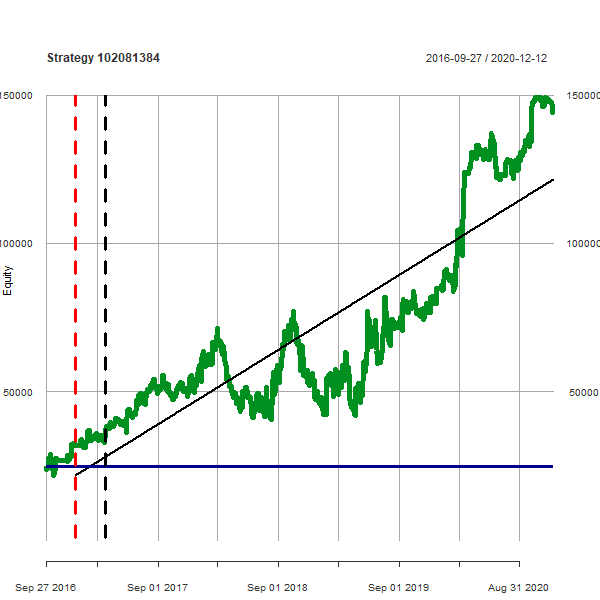 Strategy 102081384
2016-09-27 / 2020-12-12
150000
150000
100000
100000
Equity
50000
50000
Sep 27 2016
Sep 01 2017
Sep 01 2018
Sep 01 2019
Aug 31 2020